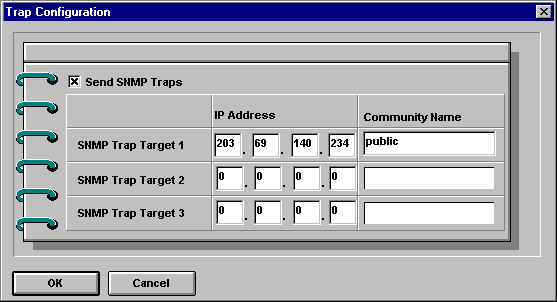 Trap Configuration
Send SNMP Traps
IP Address Community Name
SNMP Trap Target 1 203 . 69 . 140 . 234 public
SNMP Trap Target 2 0 . 0 . 0 . 0
SNMP Trap Target 3 0 . 0 . 0 . 0
OK Cancel